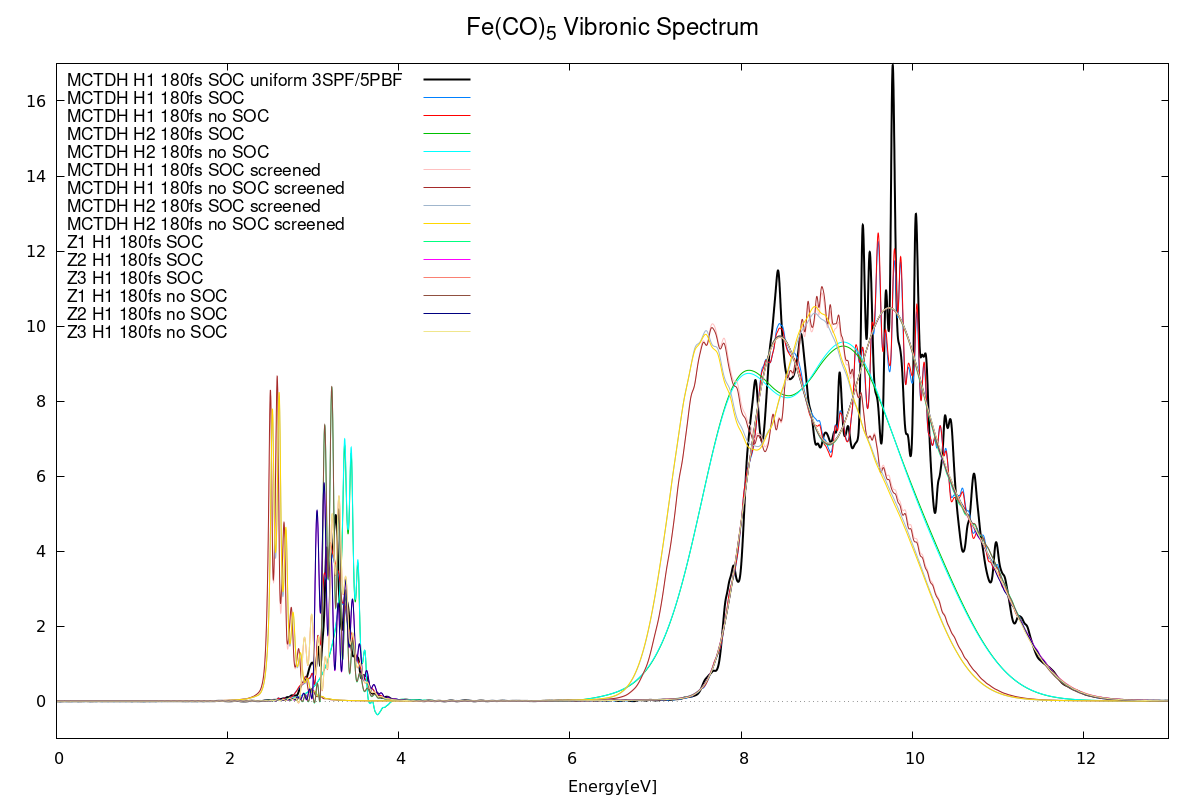 Fe(CO)5 Vibronic Spectrum
MCTDH H1 180fs SOC uniform 3SPF/5PBF
MCTDH H1 180fs SOC
MCTDH H1 180fs no SOC
MCTDH H2 180fs SOC
MCTDH H2 180fs no SOC
MCTDH H1 180fs SOC screened
MCTDH H1 180fs no SOC screened
MCTDH H2 180fs SOC screened
MCTDH H2 180fs no SOC screened
Z1 H1 180fs SOC
Z2 H1 180fs SOC
Z3 H1 180fs SOC
Z1 H1 180fs no SOC
Z2 H1 180fs no SOC
Z3 H1 180fs no SOC
16
14
12
10
8
6
4
2
0
0 2 4 6 8 10 12
Energy[eV]